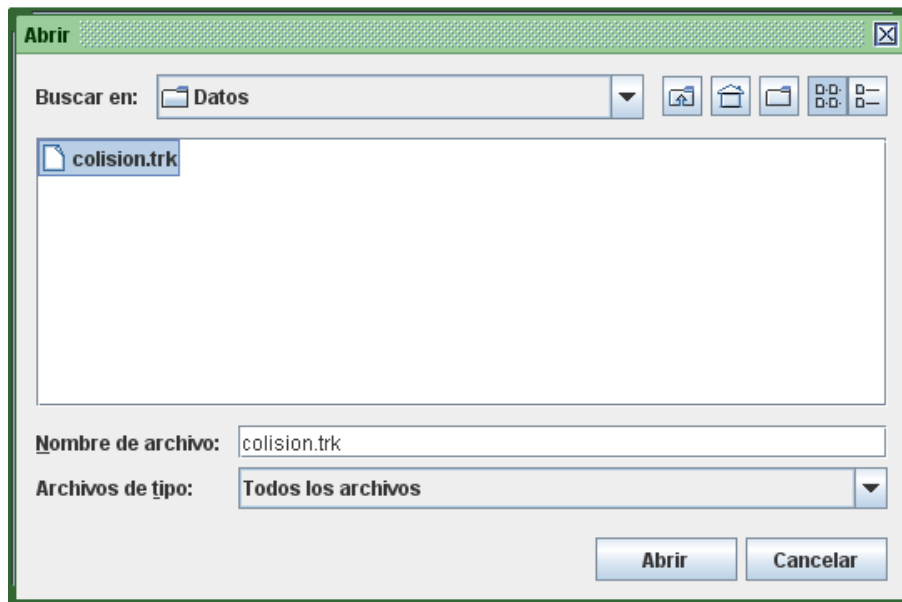 Abrir
Buscar en: Datos
colision.trk
Nombre de archivo: colision.trk
Archivos de tipo: Todos los archivos
Abrir Cancelar